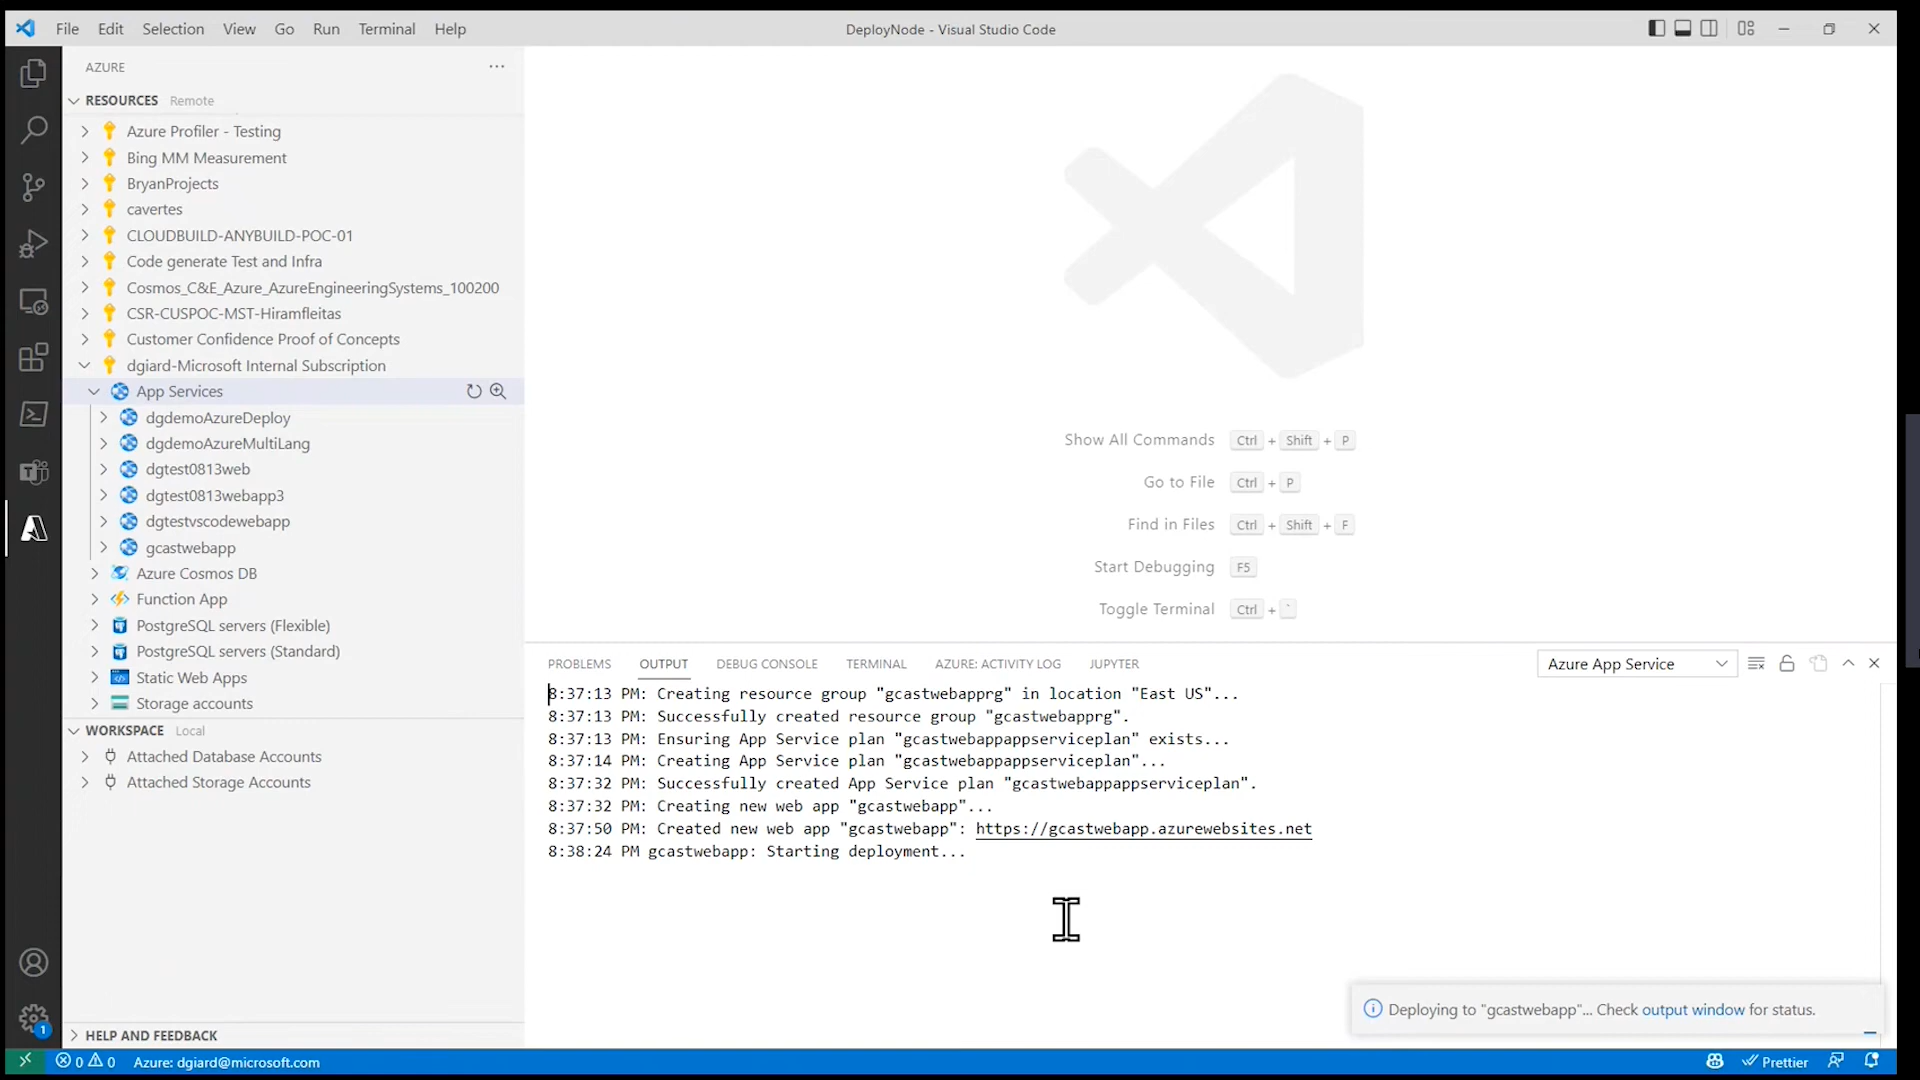 File Edit Selection View Go Run Terminal Help
DeployNode - Visual Studio Code
AZURE
RESOURCES Remote
Azure Profiler - Testing
Bing MM Measurement
BryanProjects
cavertes
CLOUDBUILD-ANYBUILD-POC-01
Code generate Test and Infra
Cosmos_C&E_Azure_AzureEngineeringSystems_100200
CSR-CUSPOC-MST-Hiramfleitas
Customer Confidence Proof of Concepts
dgiard-Microsoft Internal Subscription
App Services
dgdemoAzureDeploy
dgdemoAzureMultiLang
dgtest0813web
dgtest0813webapp3
dgtestvscodewebapp
gcastwebapp
Azure Cosmos DB
Function App
PostgreSQL servers (Flexible)
PostgreSQL servers (Standard)
Static Web Apps
Storage accounts
WORKSPACE Local
Attached Database Accounts
Attached Storage Accounts
HELP AND FEEDBACK
Show All Commands Ctrl + Shift + P
Go to File Ctrl + P
Find in Files Ctrl + Shift + F
Start Debugging F5
Toggle Terminal Ctrl + `
PROBLEMS OUTPUT DEBUG CONSOLE TERMINAL AZURE: ACTIVITY LOG JUPYTER
Azure App Service
8:37:13 PM: Creating resource group "gcastwebapprg" in location "East US"...
8:37:13 PM: Successfully created resource group "gcastwebapprg".
8:37:13 PM: Ensuring App Service plan "gcastwebappappserviceplan" exists...
8:37:14 PM: Creating App Service plan "gcastwebappappserviceplan"...
8:37:32 PM: Successfully created App Service plan "gcastwebappappserviceplan".
8:37:32 PM: Creating new web app "gcastwebapp"...
8:37:50 PM: Created new web app "gcastwebapp": https://gcastwebapp.azurewebsites.net
8:38:24 PM gcastwebapp: Starting deployment...
Deploying to "gcastwebapp"... Check output window for status.
1
0 0 Azure: dgiard@microsoft.com
Prettier